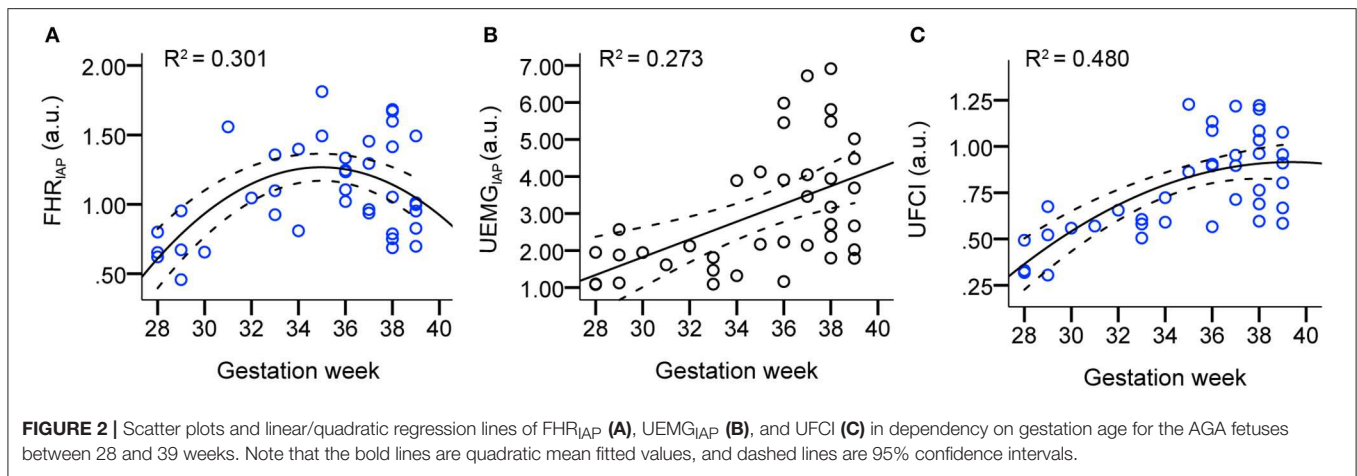 A
R² = 0.301
FHR_IAP (a.u.)
2.00
1.50
1.00
.50
28 30 32 34 36 38 40
Gestation week
B
R² = 0.273
UEMG_IAP (a.u.)
7.00
6.00
5.00
4.00
3.00
2.00
1.00
28 30 32 34 36 38 40
Gestation week
C
R² = 0.480
UFCI (a.u.)
1.25
1.00
0.75
.50
.25
28 30 32 34 36 38 40
Gestation week
FIGURE 2 | Scatter plots and linear/quadratic regression lines of FHR_IAP (A), UEMG_IAP (B), and UFCI (C) in dependency on gestation age for the AGA fetuses
between 28 and 39 weeks. Note that the bold lines are quadratic mean fitted values, and dashed lines are 95% confidence intervals.